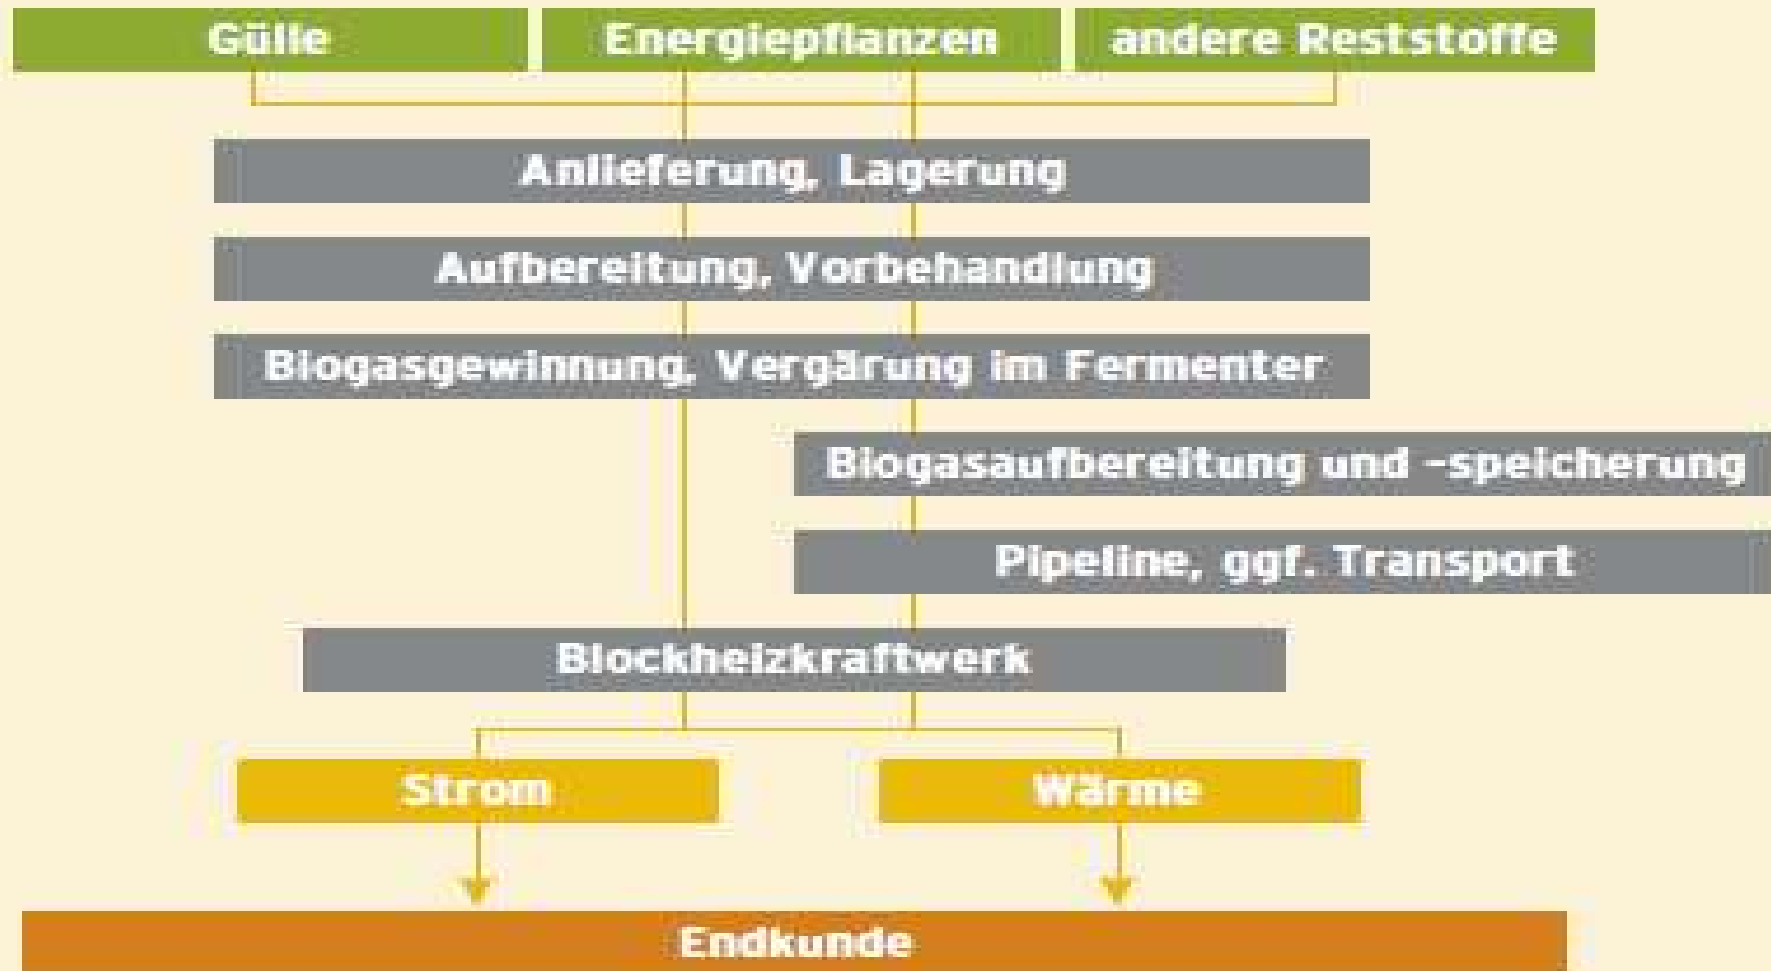 Gülle
Energiepflanzen
andere Reststoffe
Anlieferung, Lagerung
Aufbereitung, Vorbehandlung
Biogasgewinnung, Vergärung im Fermenter
Biogasaufbereitung und -speicherung
Pipeline, ggf. Transport
Blockheizkraftwerk
Strom
Wärme
Endkunde